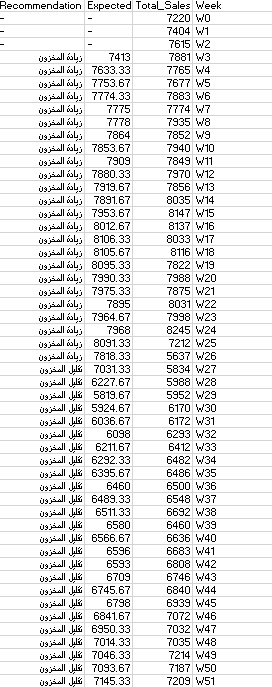 Recommendation Expected Total_Sales Week
- - 7220 W0
- - 7404 W1
- - 7615 W2
زيادة المخزون 7413 7881 W3
زيادة المخزون 7633.33 7765 W4
زيادة المخزون 7753.67 7677 W5
زيادة المخزون 7774.33 7883 W6
زيادة المخزون 7775 7774 W7
زيادة المخزون 7778 7935 W8
زيادة المخزون 7864 7852 W9
زيادة المخزون 7853.67 7940 W10
زيادة المخزون 7909 7849 W11
زيادة المخزون 7880.33 7970 W12
زيادة المخزون 7919.67 7856 W13
زيادة المخزون 7891.67 8035 W14
زيادة المخزون 7953.67 8147 W15
زيادة المخزون 8012.67 8137 W16
زيادة المخزون 8106.33 8033 W17
زيادة المخزون 8105.67 8116 W18
زيادة المخزون 8095.33 7822 W19
زيادة المخزون 7990.33 7988 W20
زيادة المخزون 7975.33 7875 W21
زيادة المخزون 7895 8031 W22
زيادة المخزون 7964.67 7998 W23
زيادة المخزون 7968 8245 W24
زيادة المخزون 8091.33 7212 W25
زيادة المخزون 7818.33 5637 W26
تقليل المخزون 7031.33 5834 W27
تقليل المخزون 6227.67 5988 W28
تقليل المخزون 5819.67 5952 W29
تقليل المخزون 5924.67 6170 W30
تقليل المخزون 6036.67 6172 W31
تقليل المخزون 6098 6293 W32
تقليل المخزون 6211.67 6412 W33
تقليل المخزون 6292.33 6482 W34
تقليل المخزون 6395.67 6486 W35
تقليل المخزون 6460 6500 W36
تقليل المخزون 6489.33 6548 W37
تقليل المخزون 6511.33 6692 W38
تقليل المخزون 6580 6460 W39
تقليل المخزون 6566.67 6636 W40
تقليل المخزون 6596 6683 W41
تقليل المخزون 6593 6808 W42
تقليل المخزون 6709 6746 W43
تقليل المخزون 6745.67 6840 W44
تقليل المخزون 6798 6939 W45
تقليل المخزون 6841.67 7072 W46
تقليل المخزون 6950.33 7032 W47
تقليل المخزون 7014.33 7035 W48
تقليل المخزون 7046.33 7214 W49
تقليل المخزون 7093.67 7187 W50
تقليل المخزون 7145.33 7209 W51